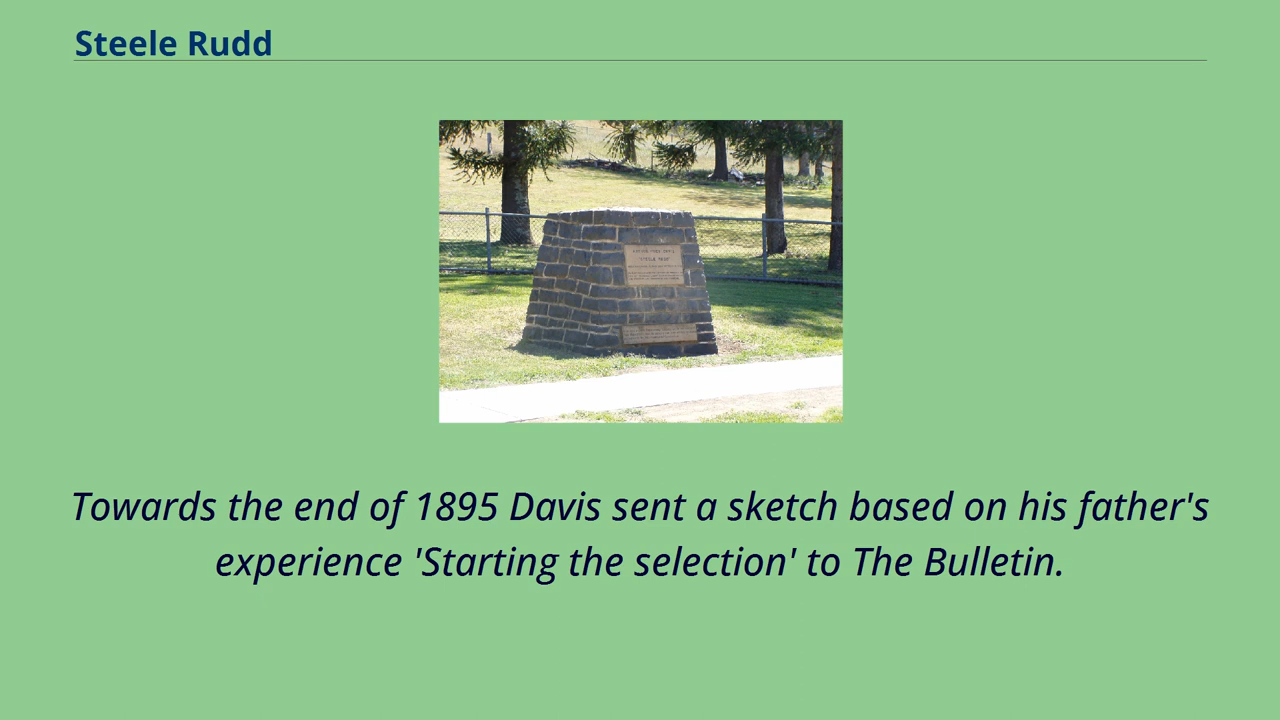 Steele Rudd
Towards the end of 1895 Davis sent a sketch based on his father's
experience 'Starting the selection' to The Bulletin.